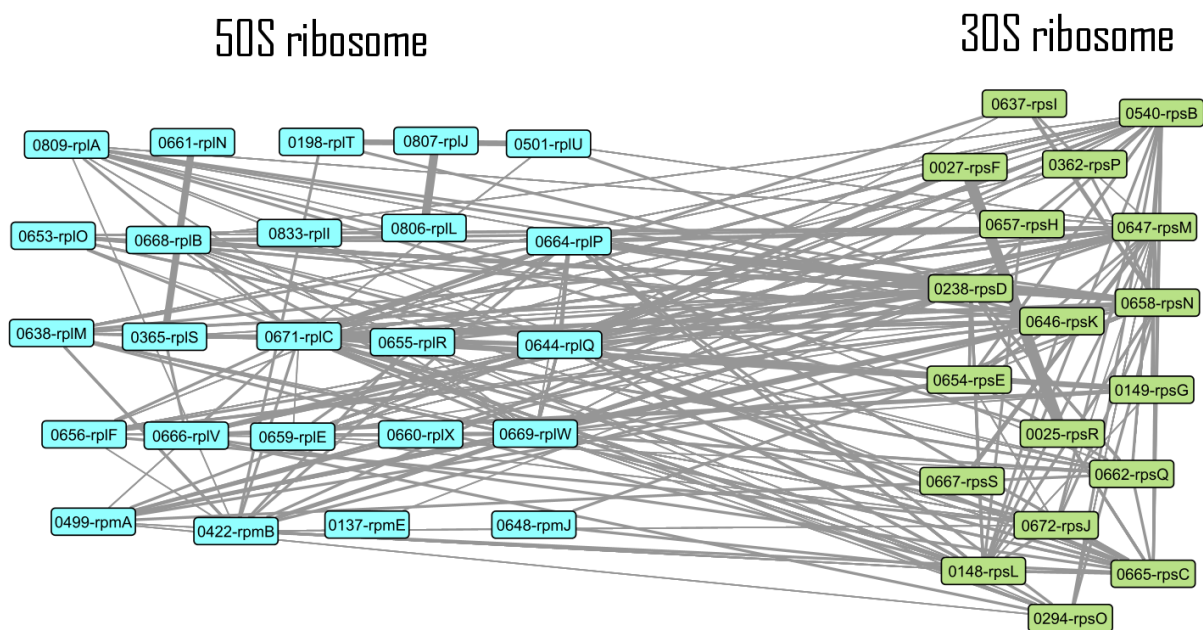 50S ribosome
30S ribosome
0809-rplA
0661-rplN
0198-rplT
0807-rplJ
0501-rplU
0653-rplO
0668-rplB
0833-rplI
0806-rplL
0664-rplP
0638-rplM
0365-rplS
0671-rplC
0655-rplR
0644-rplQ
0656-rplF
0666-rplV
0659-rplE
0660-rplX
0669-rplW
0499-rpmA
0422-rpmB
0137-rpmE
0648-rpmJ
0637-rpsI
0540-rpsB
0027-rpsF
0362-rpsP
0657-rpsH
0647-rpsM
0238-rpsD
0658-rpsN
0646-rpsK
0654-rpsE
0149-rpsG
0025-rpsR
0662-rpsQ
0667-rpsS
0672-rpsJ
0148-rpsL
0665-rpsC
0294-rpsO